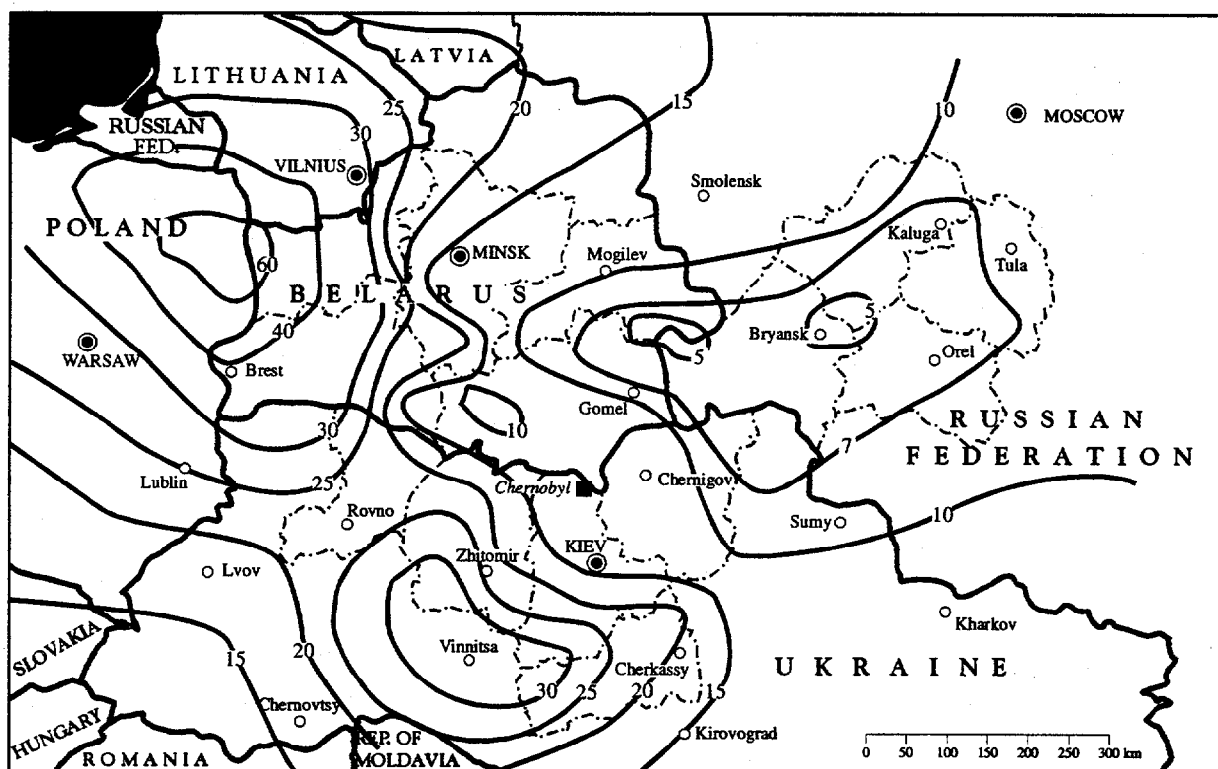 LATVIA
LITHUANIA
25
20
15
10
MOSCOW
30
RUSSIAN
FED.
VILNIUS
Smolensk
POLAND
Kaluga
MINSK
Mogilev
Tula
60
BELARUS
5
Bryansk
40
5
WARSAW
Brest
Orel
Gomel
30
10
RUSSIAN
7
FEDERATION
Lublin
25
Chernobyl
Chernigov
10
Rovno
Sumy
KIEV
Zhitomir
Lvov
Kharkov
SLOVAKIA
15
20
Vinnitsa
Cherkassy
UKRAINE
30
25
20
15
Chernovtsy
HUNGARY
REP. OF
MOLDAVIA
Kirovograd
ROMANIA
0 50 100 150 200 250 300 km